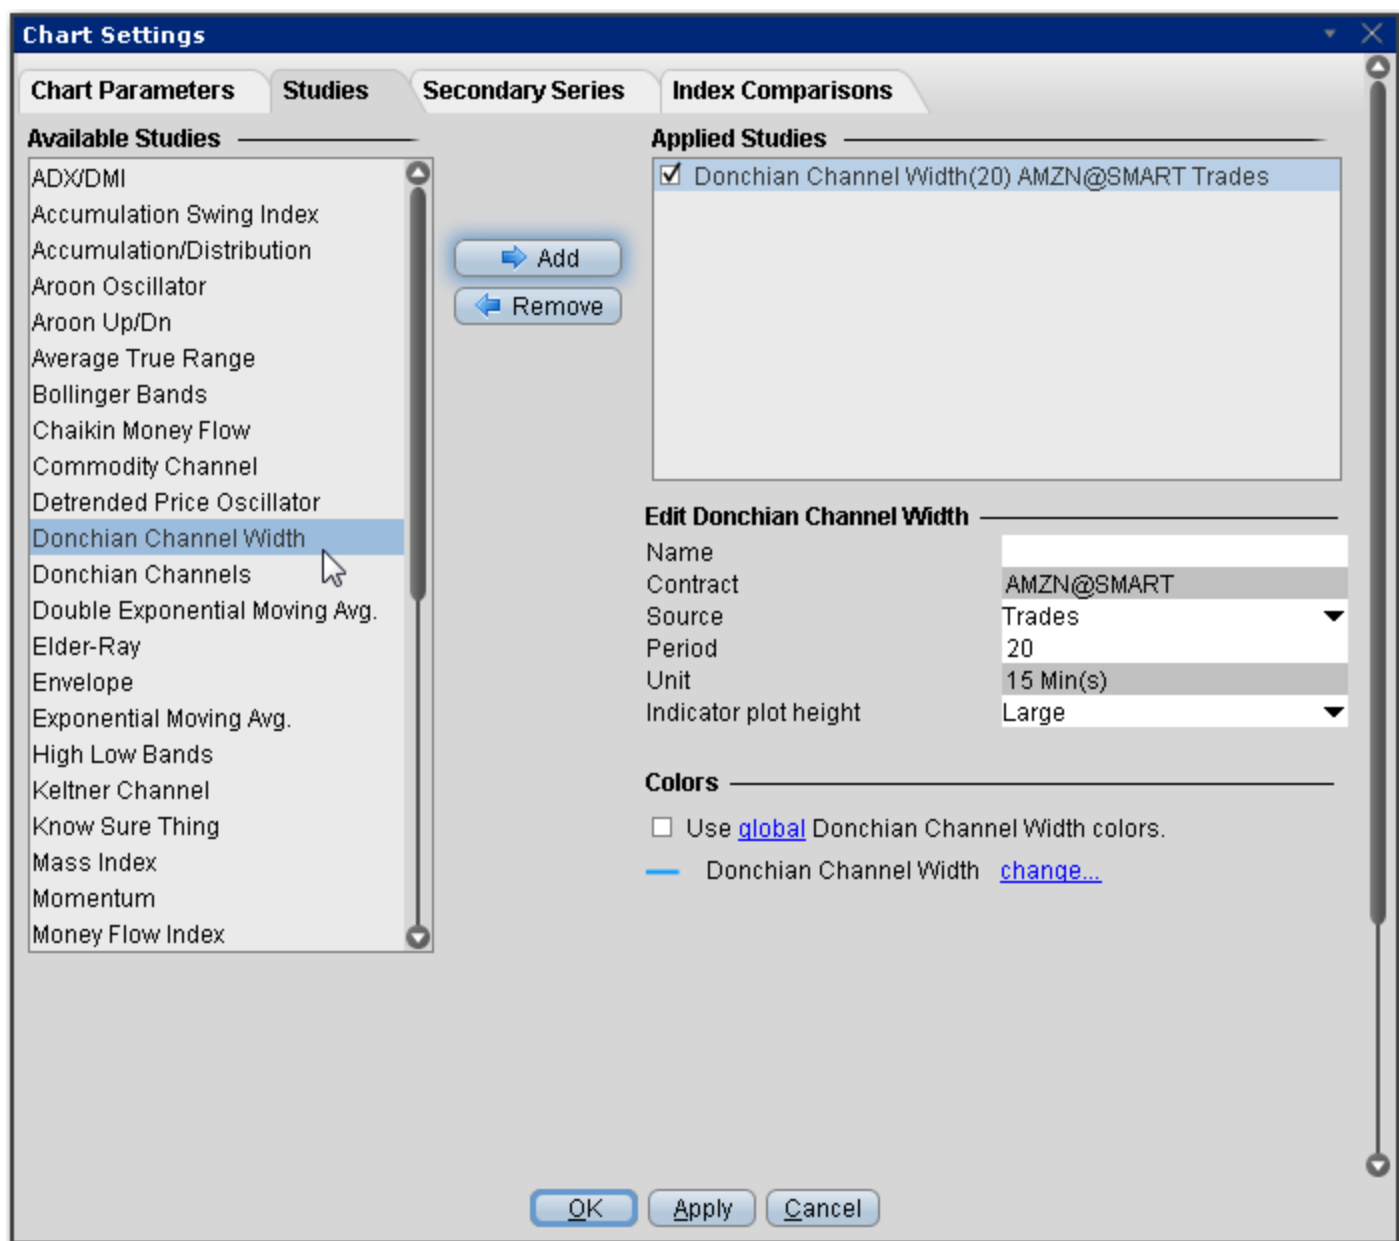 Chart Settings
Chart Parameters Studies Secondary Series Index Comparisons
Available Studies
ADX/DMI
Accumulation Swing Index
Accumulation/Distribution
Aroon Oscillator
Aroon Up/Dn
Average True Range
Bollinger Bands
Chaikin Money Flow
Commodity Channel
Detrended Price Oscillator
Donchian Channel Width
Donchian Channels
Double Exponential Moving Avg.
Elder-Ray
Envelope
Exponential Moving Avg.
High Low Bands
Keltner Channel
Know Sure Thing
Mass Index
Momentum
Money Flow Index
Add
Remove
Applied Studies
Donchian Channel Width(20) AMZN@SMART Trades
Edit Donchian Channel Width
Name
Contract AMZN@SMART
Source Trades
Period 20
Unit 15 Min(s)
Indicator plot height Large
Colors
Use global Donchian Channel Width colors.
Donchian Channel Width change...
OK Apply Cancel